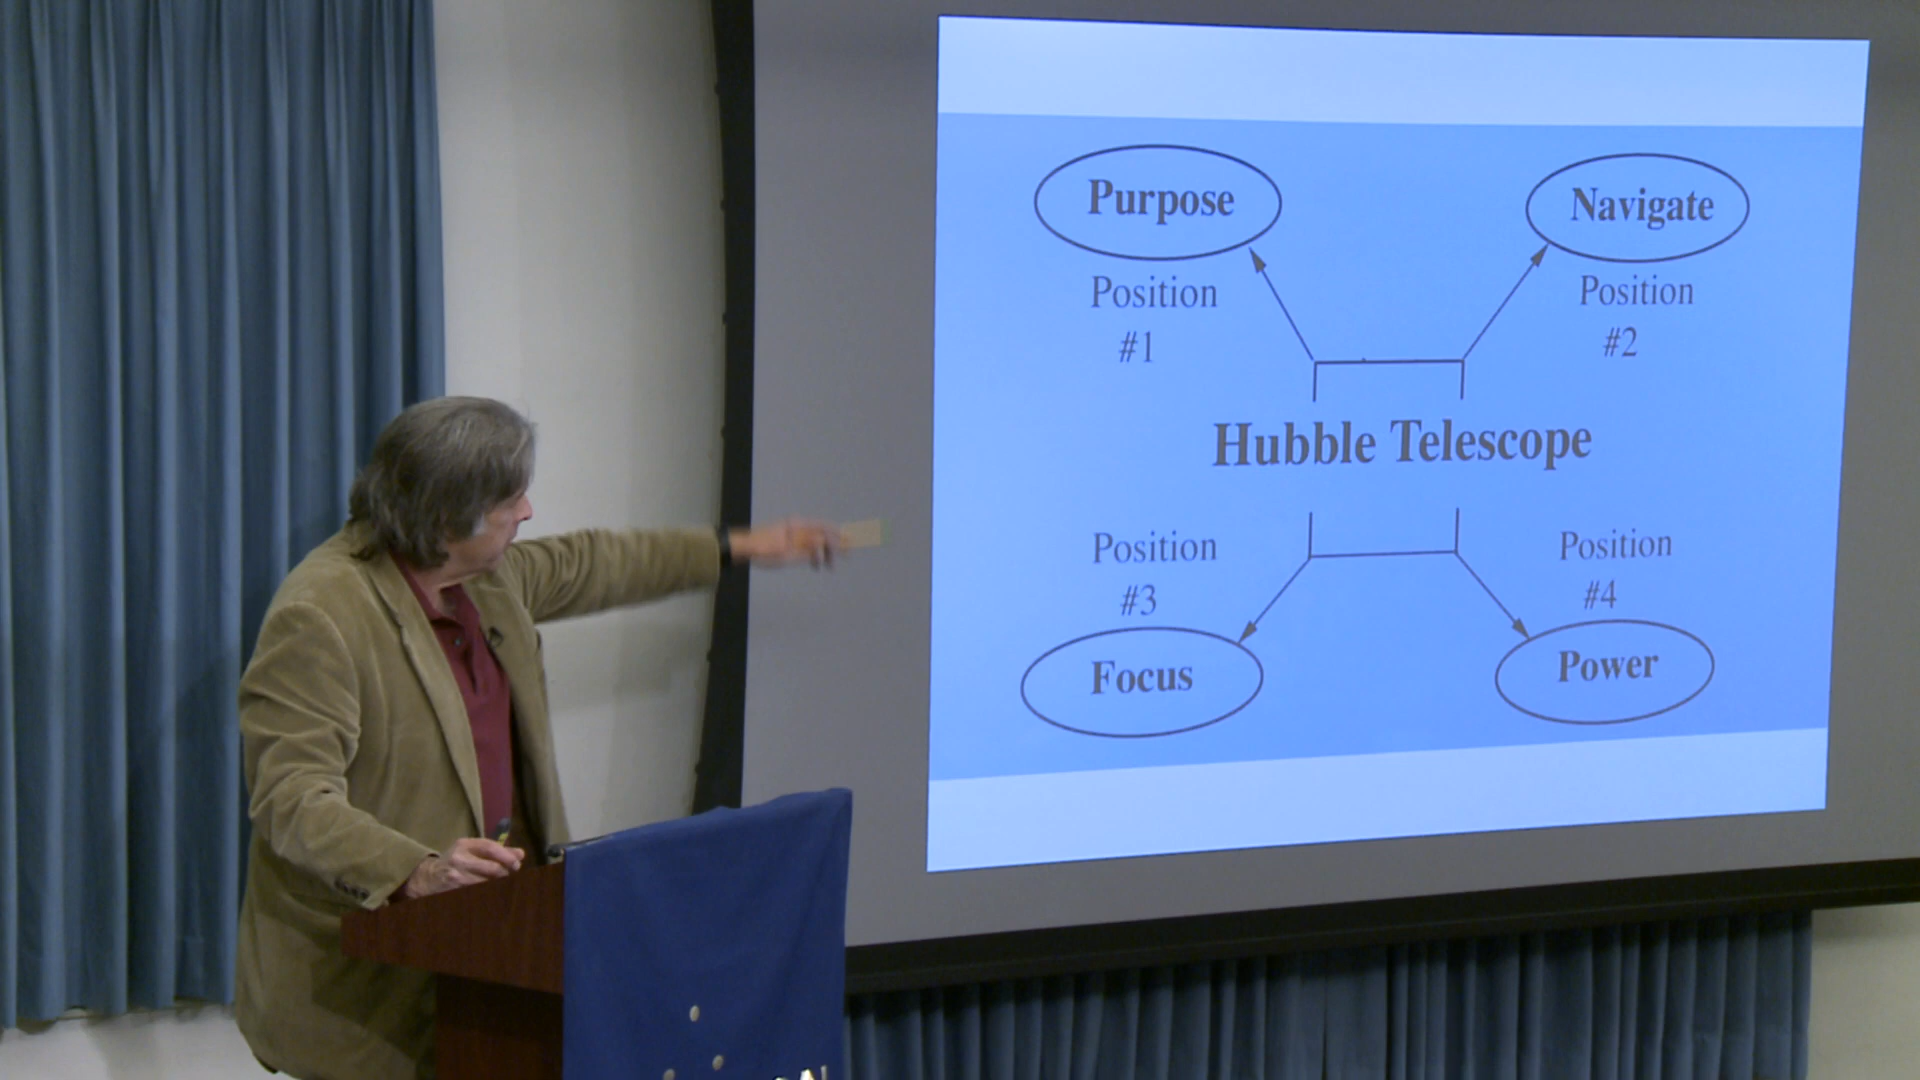 Purpose
Navigate
Position
#1
Position
#2
Hubble Telescope
Position
#3
Position
#4
Focus
Power